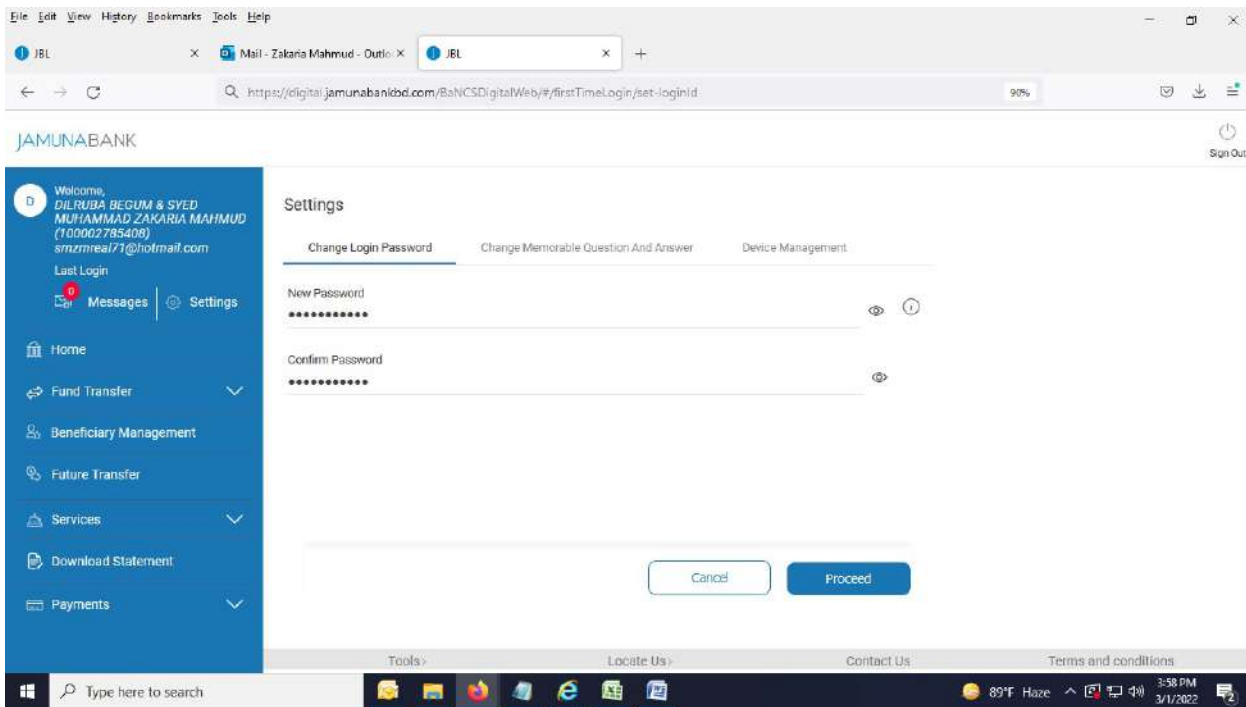 File Edit View History Bookmarks Tools Help
JBL
Mail - Zakaria Mahmud - Outlo
JBL
https://digital.jamunabankbd.com/BaNCSDigitalWeb/#/firstTimeLogin/set-loginId
90%
JAMUNABANK
Sign Out
D
Welcome,
DILRUBA BEGUM & SYED
MUHAMMAD ZAKARIA MAHMUD
(100002785408)
smzmreal71@hotmail.com
Last Login
0
Messages
Settings
Home
Fund Transfer
Beneficiary Management
Future Transfer
Services
Download Statement
Payments
Settings
Change Login Password Change Memorable Question And Answer Device Management
New Password
•••••••••••
Confirm Password
•••••••••••
Cancel Proceed
Tools> Locate Us> Contact Us Terms and conditions
Type here to search
89°F Haze
3:58 PM
3/1/2022
2